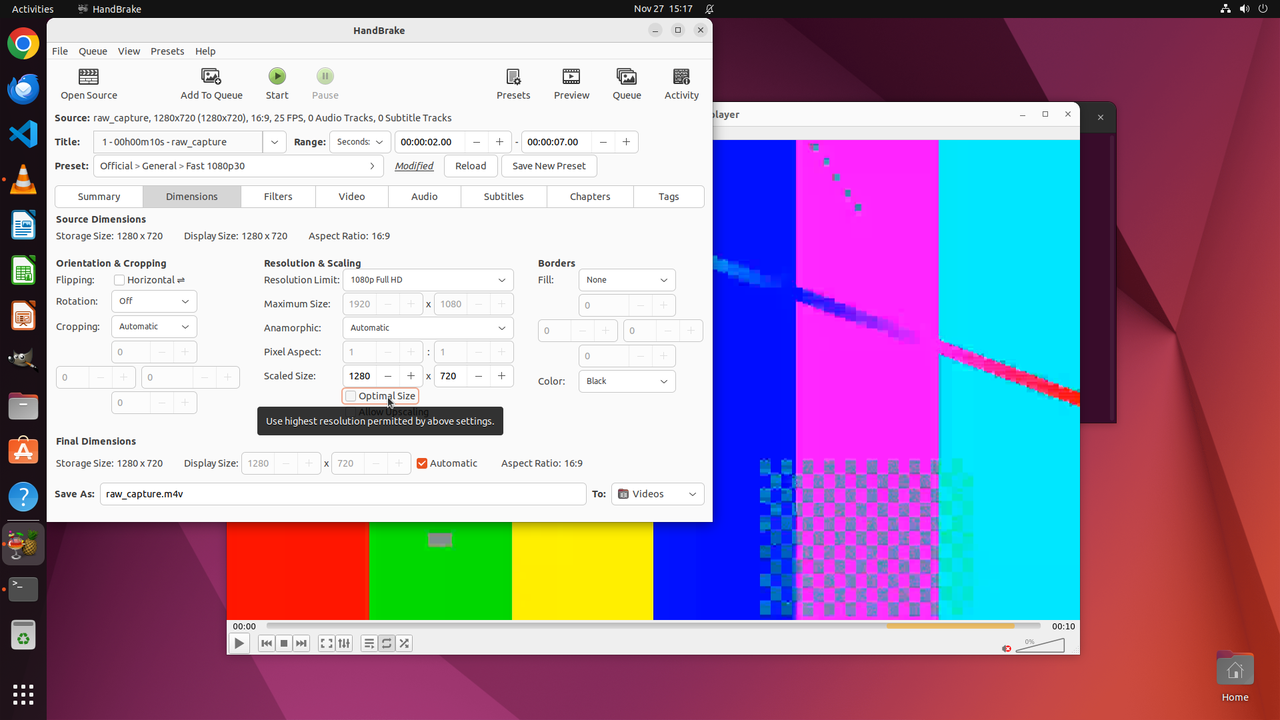 Activities HandBrake Nov 27 15:17
HandBrake
File Queue View Presets Help
Open Source Add To Queue Start Pause Presets Preview Queue Activity
Source: raw_capture, 1280x720 (1280x720), 16:9, 25 FPS, 0 Audio Tracks, 0 Subtitle Tracks
Title: 1 - 00h00m10s - raw_capture Range: Seconds: 00:00:02.00 - 00:00:07.00
Preset: Official > General > Fast 1080p30 Modified Reload Save New Preset
Summary Dimensions Filters Video Audio Subtitles Chapters Tags
Source Dimensions
Storage Size: 1280 x 720 Display Size: 1280 x 720 Aspect Ratio: 16:9
Orientation & Cropping Resolution & Scaling Borders
Flipping: Horizontal Resolution Limit: 1080p Full HD Fill: None
Rotation: Off Maximum Size: 1920 x 1080 0
Cropping: Automatic Anamorphic: Automatic 0 0
0 Pixel Aspect: 1 : 1 0
0 0 Scaled Size: 1280 x 720 Color: Black
0 Optimal Size
Allow Upscaling
Use highest resolution permitted by above settings.
Final Dimensions
Storage Size: 1280 x 720 Display Size: 1280 x 720 Automatic Aspect Ratio: 16:9
Save As: raw_capture.m4v To: Videos
player
00:00 00:10
0%
Home